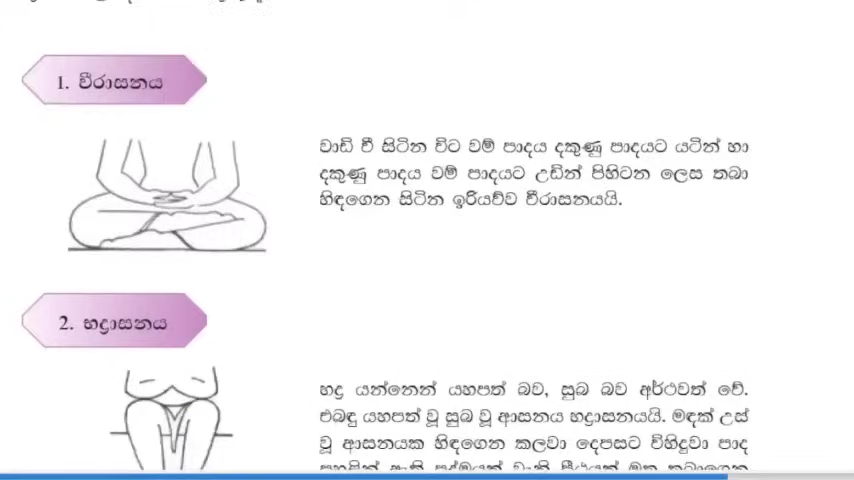 1. වීරාසනය
වාඩි වී සිටින විට වම් පාදය දකුණු පාදයට යටින් හා
දකුණු පාදය වම් පාදයට උඩින් පිහිටන ලෙස තබා
හිඳගෙන සිටින ඉරියව්ව වීරාසනයයි.
2. භද්‍රාසනය
භද්‍ර යන්නෙන් යහපත් බව, සුබ බව අර්ථවත් වේ.
එබඳු යහපත් වූ සුබ වූ ආසනය භද්‍රාසනයයි. මඳක් උස්
වූ ආසනයක හිඳගෙන කලවා දෙපසට විහිදුවා පාද